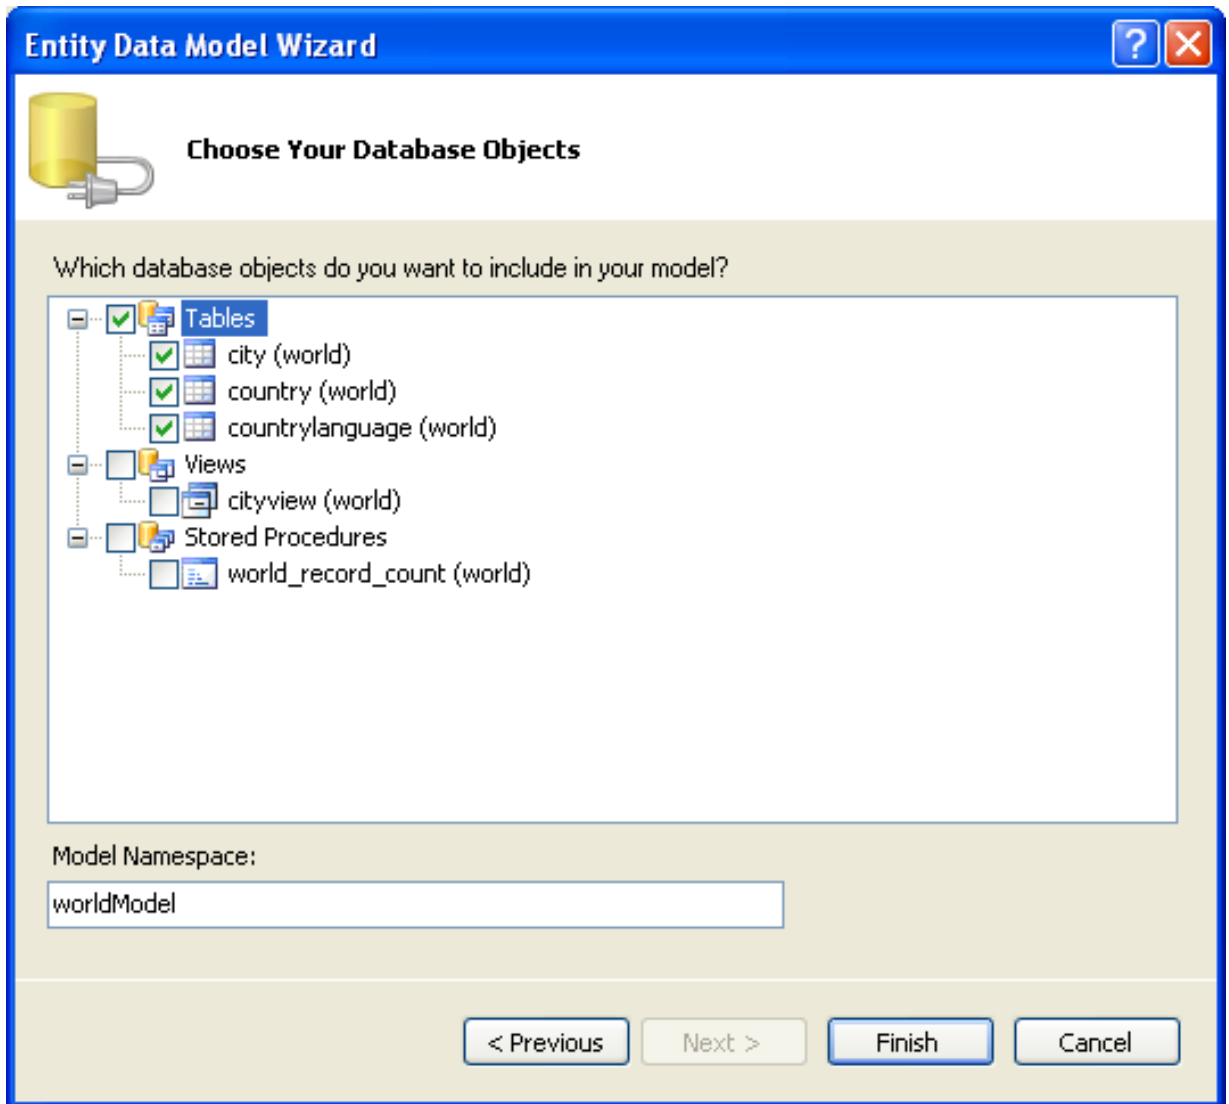 Entity Data Model Wizard
?
Choose Your Database Objects
Which database objects do you want to include in your model?
Tables
city (world)
country (world)
countrylanguage (world)
Views
cityview (world)
Stored Procedures
world_record_count (world)
Model Namespace:
worldModel
< Previous Next > Finish Cancel